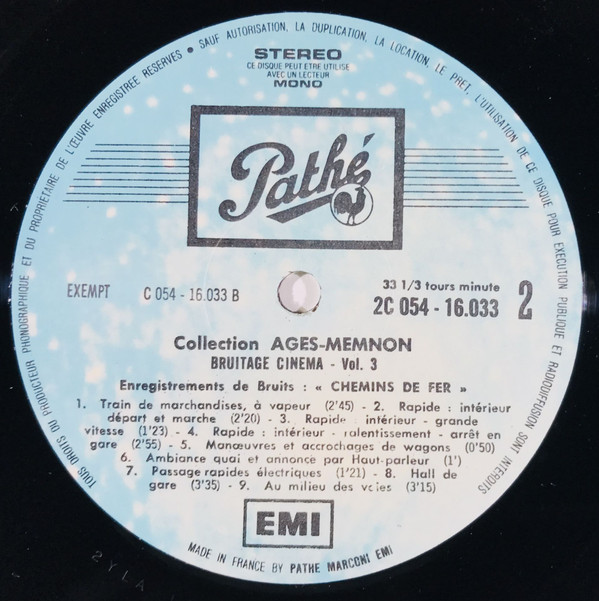 TOUS DROITS DU PRODUCTEUR PHONOGRAPHIQUE ET DU PROPRIETAIRE DE L'ŒUVRE ENREGISTREE RESERVES • SAUF AUTORISATION, LA DUPLICATION, LA LOCATION, LE PRET, L'UTILISATION DE CE DISQUE POUR EXECUTION PUBLIQUE ET RADIODIFFUSION SONT INTERDITS
STEREO
CE DISQUE PEUT ETRE UTILISE
AVEC UN LECTEUR
MONO
Pathé
EXEMPT C 054 - 16.033 B
33 1/3 tours minute
2C 054 - 16.033 2
Collection AGES-MEMNON
BRUITAGE CINEMA - Vol. 3
Enregistrements de Bruits : « CHEMINS DE FER »
1. Train de marchandises, à vapeur (2'45) - 2. Rapide : intérieur
départ et marche (2'20) - 3. Rapide : intérieur - grande
vitesse (1'23) - 4. Rapide : intérieur - ralentissement - arrêt en
gare (2'55) - 5. Manœuvres et accrochages de wagons (0'50)
6. Ambiance quai et annonce par Haut-parleur (1')
7. Passage rapides électriques (1'21) - 8. Hall de
gare (3'35) - 9. Au milieu des voies (3'15)
EMI
MADE IN FRANCE BY PATHE MARCONI EMI
2YLA